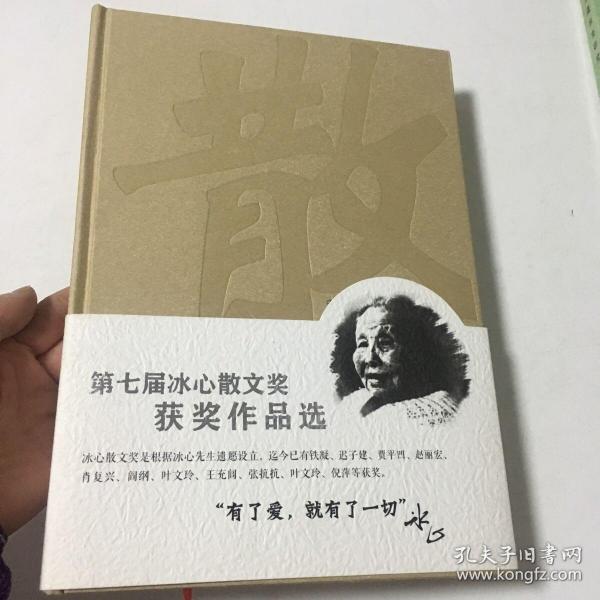 散
第七届冰心散文奖
获奖作品选
冰心散文奖是根据冰心先生遗愿设立。迄今已有铁凝、迟子建、贾平凹、赵丽宏、
肖复兴、阎纲、叶文玲、王充闾、张抗抗、叶文玲、倪萍等获奖。
“有了爱，就有了一切”
冰心
孔夫子旧书网
www.kongfz.com